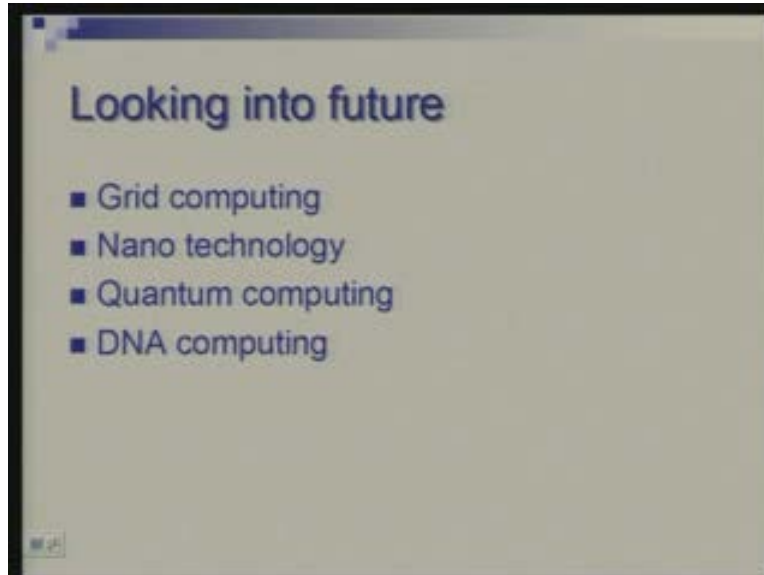 Looking into future
Grid computing
Nano technology
Quantum computing
DNA computing